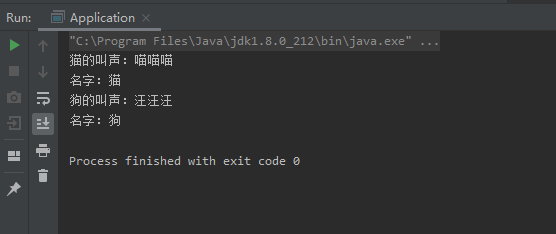 Run: Application
"C:\Program Files\Java\jdk1.8.0_212\bin\java.exe" ...
猫的叫声：喵喵喵
名字：猫
狗的叫声：汪汪汪
名字：狗
Process finished with exit code 0